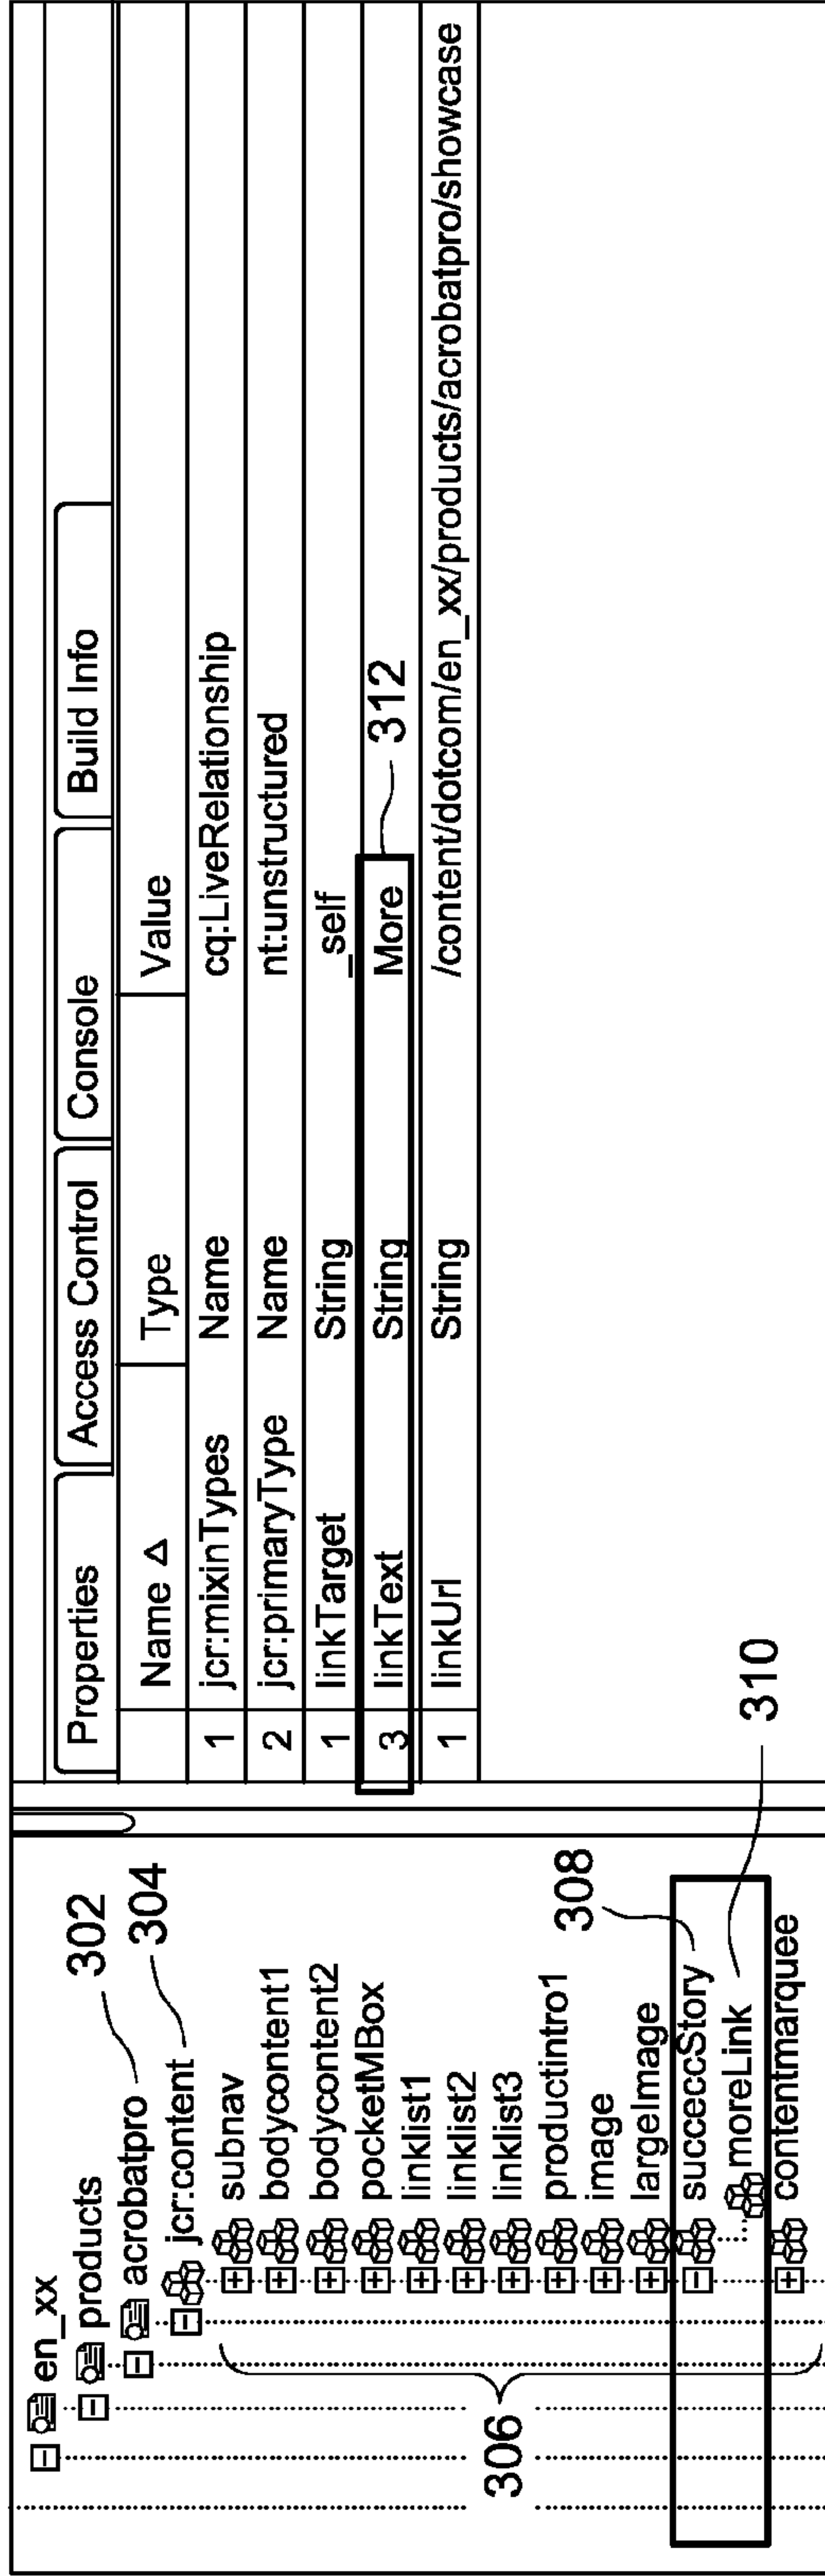 en_xx
products
302
acrobatpro
304
jcr:content
subnav
bodycontent1
bodycontent2
pocketMBox
linklist1
linklist2
linklist3
productintro1
image
largeImage
308
succeccStory
moreLink
310
contentmarquee
306
Properties Access Control Console Build Info
Name Δ Type Value
1 jcr:mixinTypes Name cq:LiveRelationship
2 jcr:primaryType Name nt:unstructured
1 linkTarget String _self
3 linkText String More
312
1 linkUrl String /content/dotcom/en_xx/products/acrobatpro/showcase